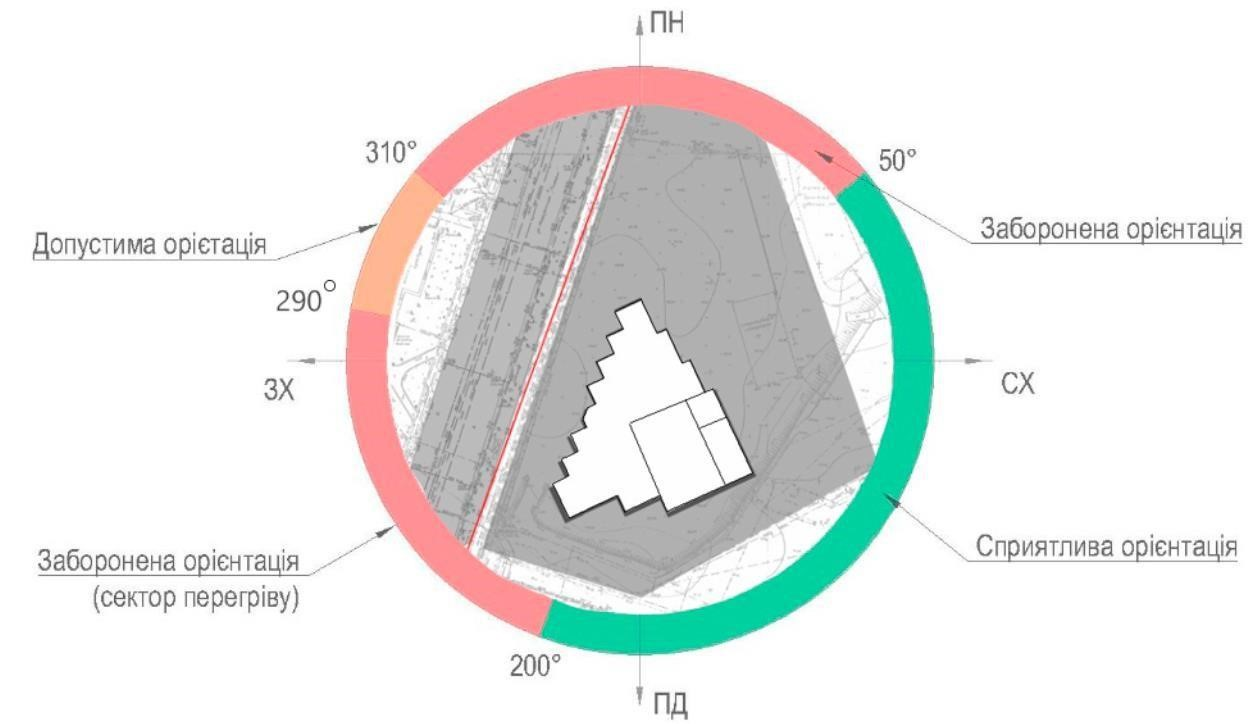 ПН
310°
50°
Допустима орієтація
Заборонена орієнтація
290°
ЗХ
СХ
Заборонена орієнтація
(сектор перегріву)
Сприятлива орієнтація
200°
ПД